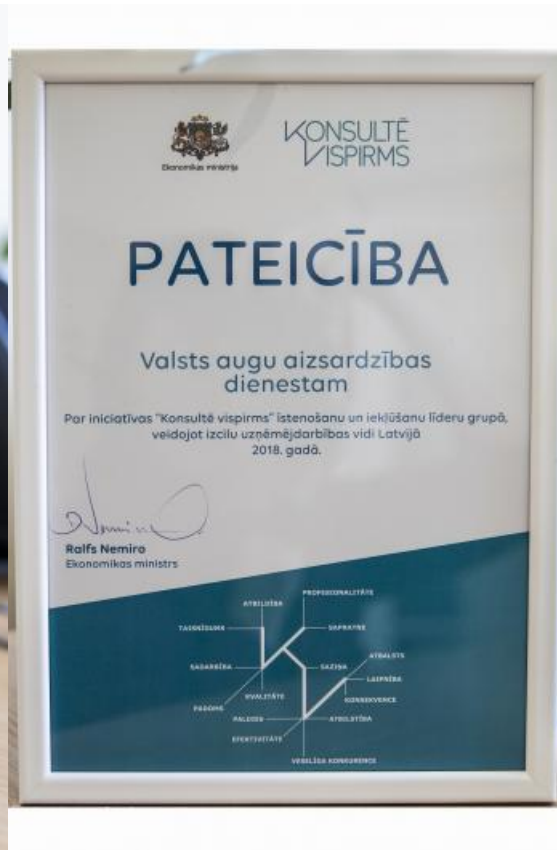 Ekonomikas ministrija
KONSULTĒ
VISPIRMS
PATEICĪBA
Valsts augu aizsardzības
dienestam
Par iniciatīvas "Konsultē vispirms" īstenošanu un iekļūšanu līderu grupā,
veidojot izcilu uzņēmējdarbības vidi Latvijā
2018. gadā.
Ralfs Nemiro
Ekonomikas ministrs
PROFESIONALITĀTE
ATBILDĪBA
TAISNĪGUMS
SAPRATNE
ATBALSTS
SADARBĪBA
SAZIŅA
LAIPNĪBA
KVALITĀTE
KONSEKVENCE
PADOMS
PALDIES
ATKLĀTĪBA
EFEKTIVITĀTE
VESELĪGA KONKURENCE